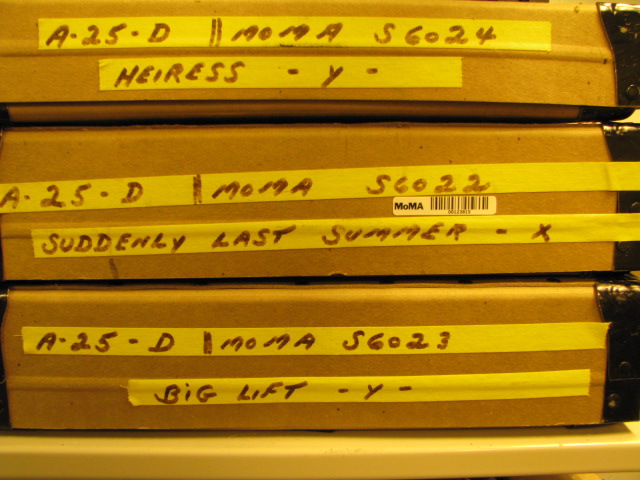 A-25-D || MOMA S6024
HEIRESS - Y -
A-25-D | MOMA S6022
MoMA
SUDDENLY LAST SUMMER - X
A-25-D || MOMA S6023
BiG LIFT - Y -